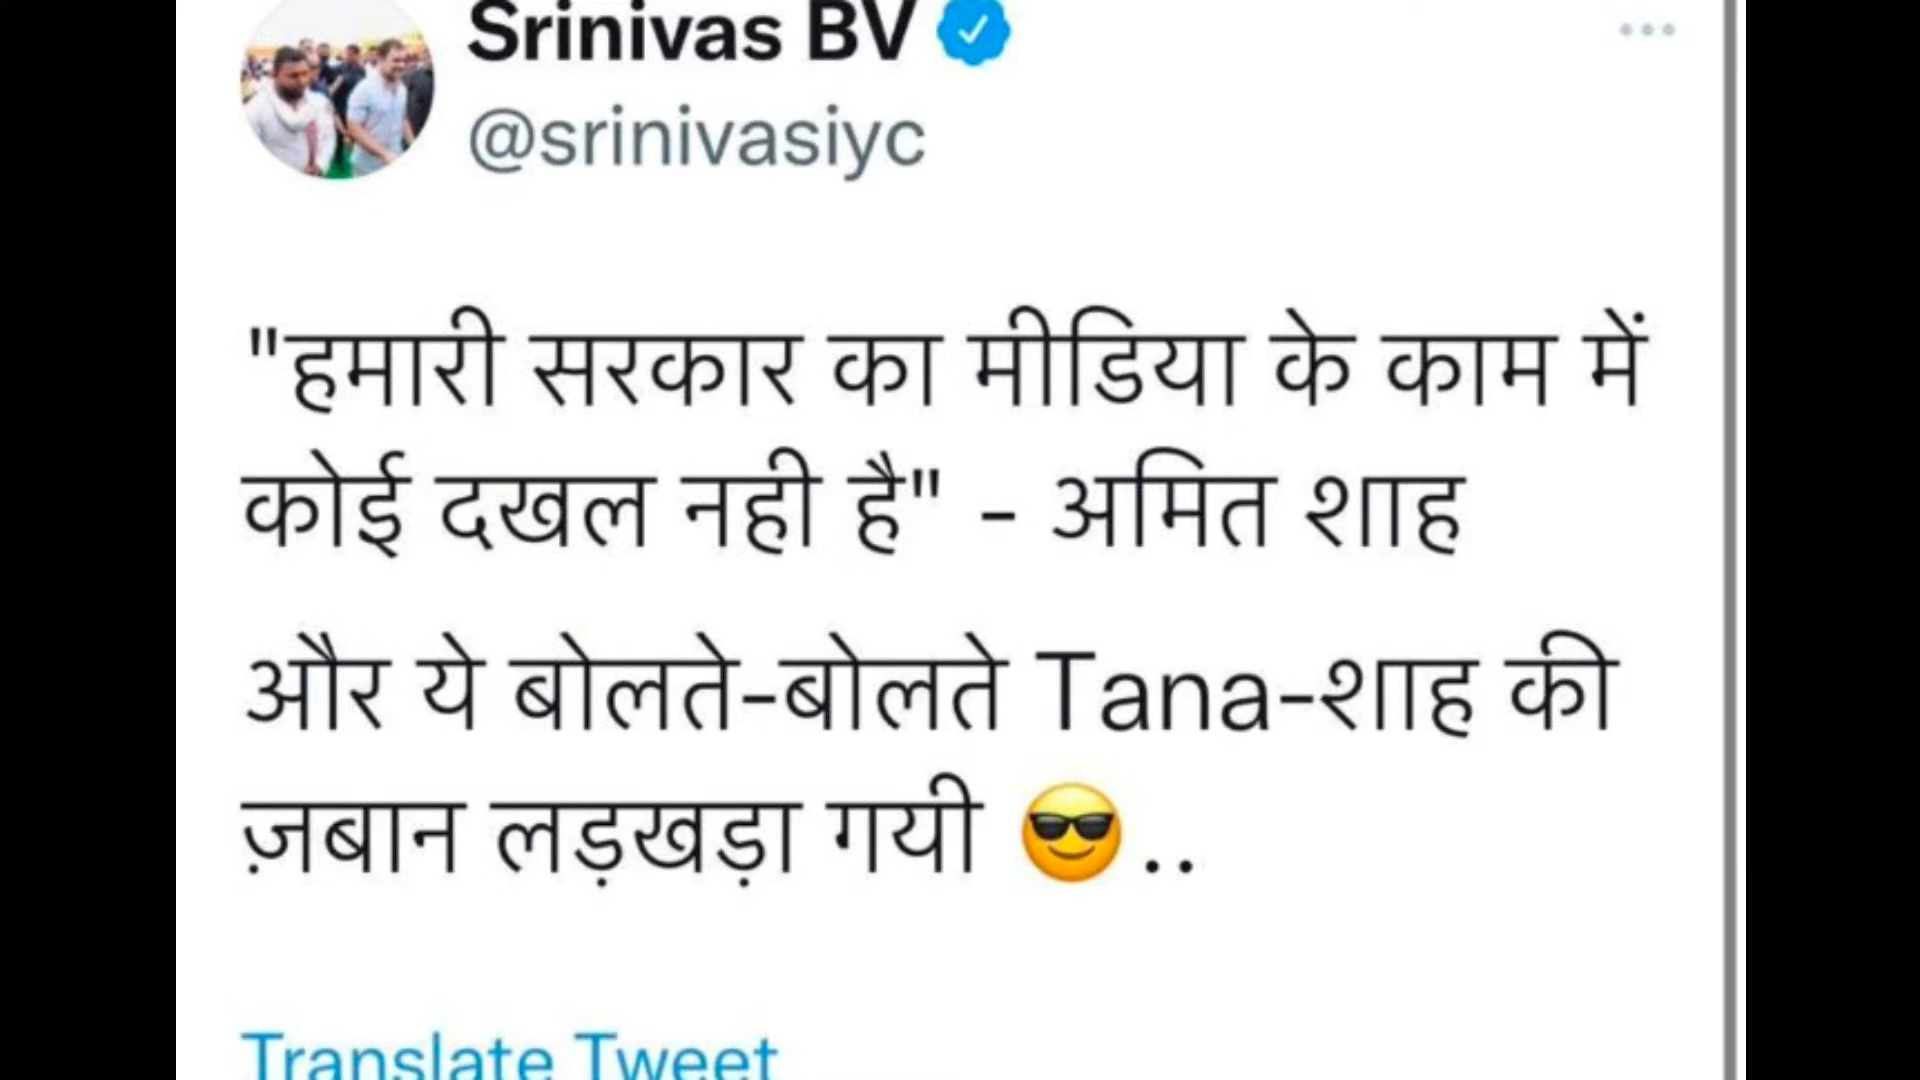 Srinivas BV
@srinivasiyc
"हमारी सरकार का मीडिया के काम में
कोई दखल नही है" - अमित शाह
और ये बोलते-बोलते Tana-शाह की
ज़बान लड़खड़ा गयी 😎..
Translate Tweet